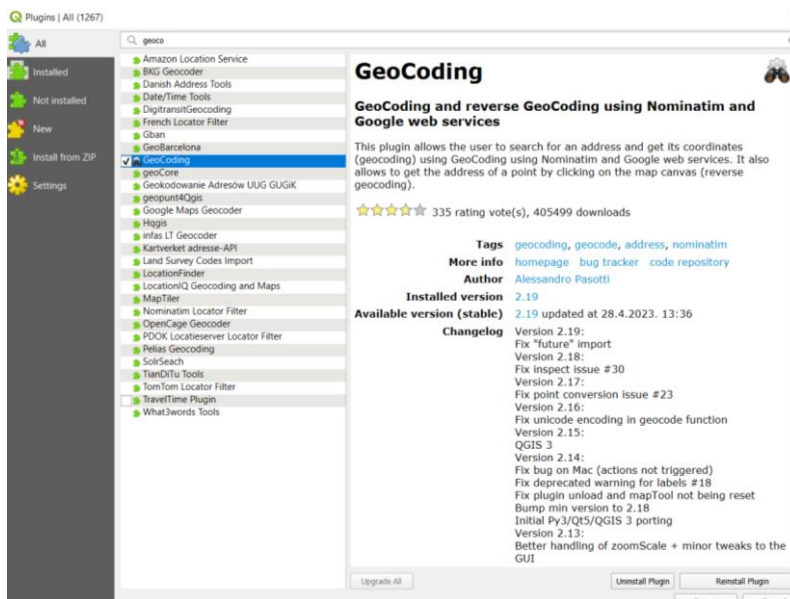 Plugins | All (1267)
All
Installed
Not installed
New
Install from ZIP
Settings
geoco
Amazon Location Service
BKG Geocoder
Danish Address Tools
Date/Time Tools
DigitransitGeocoding
French Locator Filter
Gban
GeoBarcelona
GeoCoding
geoCore
Geokodowanie Adresów UUG GUGiK
geopunt4Qgis
Google Maps Geocoder
Hqgis
infas LT Geocoder
Kartverket adresse-API
Land Survey Codes Import
LocationFinder
LocationIQ Geocoding and Maps
MapTiler
Nominatim Locator Filter
OpenCage Geocoder
PDOK Locatieserver Locator Filter
Pelias Geocoding
SolrSeach
TianDiTu Tools
TomTom Locator Filter
TravelTime Plugin
What3words Tools
GeoCoding
GeoCoding and reverse GeoCoding using Nominatim and
Google web services
This plugin allows the user to search for an address and get its coordinates
(geocoding) using GeoCoding using Nominatim and Google web services. It also
allows to get the address of a point by clicking on the map canvas (reverse
geocoding).
335 rating vote(s), 405499 downloads
Tags geocoding, geocode, address, nominatim
More info homepage bug tracker code repository
Author Alessandro Pasotti
Installed version 2.19
Available version (stable) 2.19 updated at 28.4.2023. 13:36
Changelog Version 2.19:
Fix "future" import
Version 2.18:
Fix inspect issue #30
Version 2.17:
Fix point conversion issue #23
Version 2.16:
Fix unicode encoding in geocode function
Version 2.15:
QGIS 3
Version 2.14:
Fix bug on Mac (actions not triggered)
Fix deprecated warning for labels #18
Fix plugin unload and mapTool not being reset
Bump min version to 2.18
Initial Py3/Qt5/QGIS 3 porting
Version 2.13:
Better handling of zoomScale + minor tweaks to the
GUI
Upgrade All
Uninstall Plugin
Reinstall Plugin